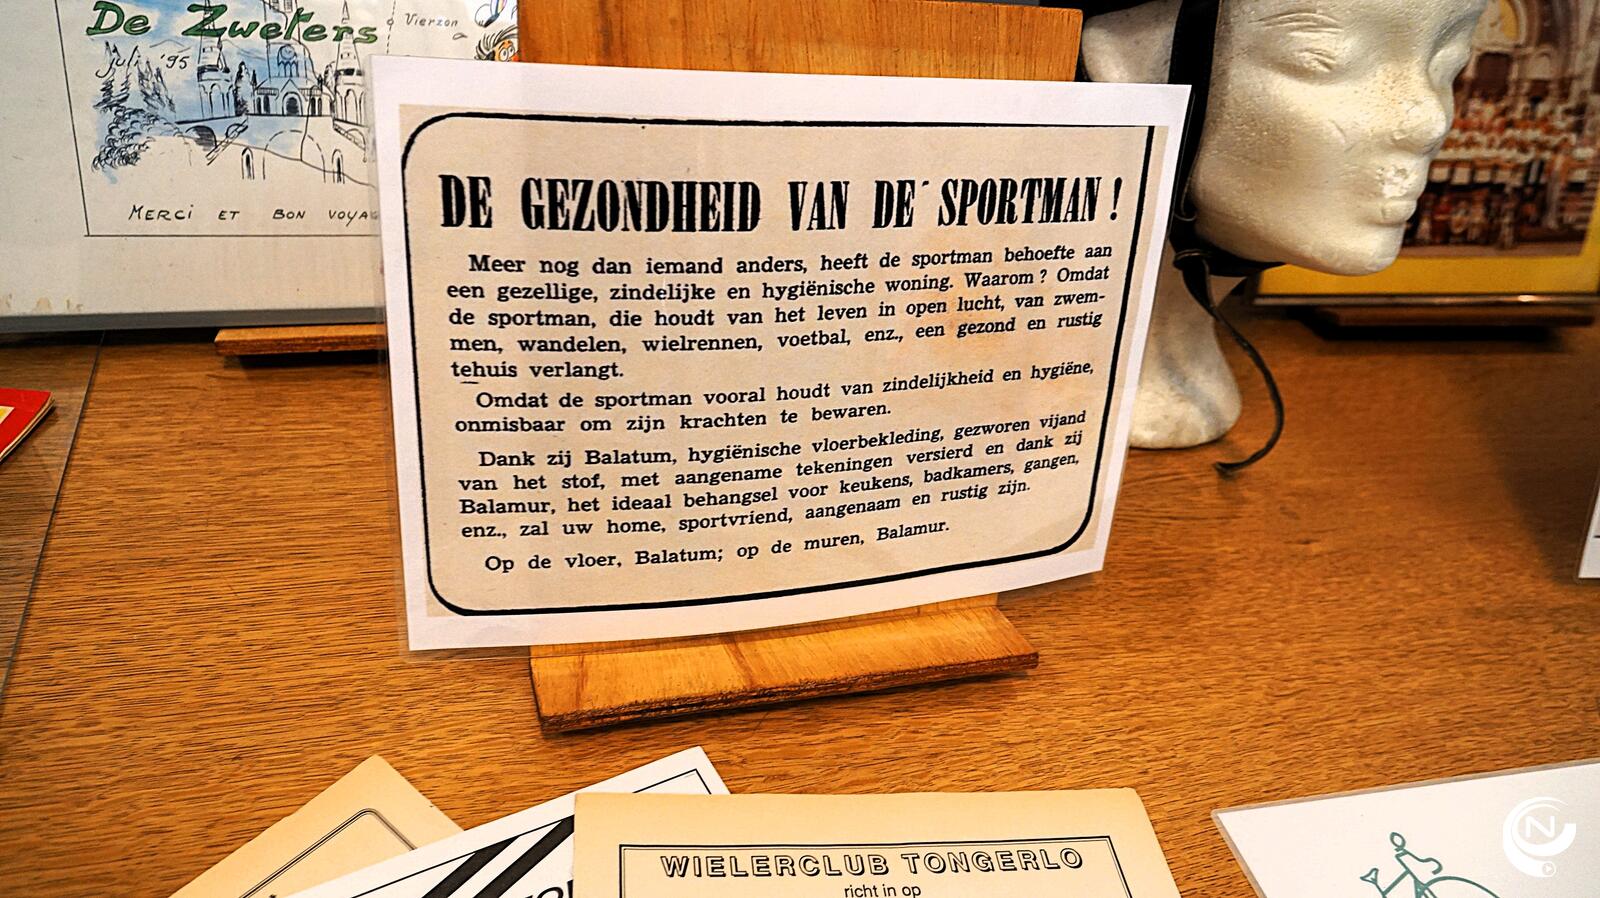 De Zweters
Juli '95
Vierzon
MERCI ET BON
DE GEZONDHEID VAN DE SPORTMAN !
Meer nog dan iemand anders, heeft de sportman behoefte aan
een gezellige, zindelijke en hygiënische woning. Waarom ? Omdat
de sportman, die houdt van het leven in open lucht, van zwem-
men, wandelen, wielrennen, voetbal, enz., een gezond en rustig
tehuis verlangt.
Omdat de sportman vooral houdt van zindelijkheid en hygiëne,
onmisbaar om zijn krachten te bewaren.
Dank zij Balatum, hygiënische vloerbekleding, gezworen vijand
van het stof, met aangename tekeningen versierd en dank zij
Balamur, het ideaal behangsel voor keukens, badkamers, gangen,
enz., zal uw home, sportvriend, aangenaam en rustig zijn.
Op de vloer, Balatum; op de muren, Balamur.
WIELERCLUB TONGERLO
richt in op
N